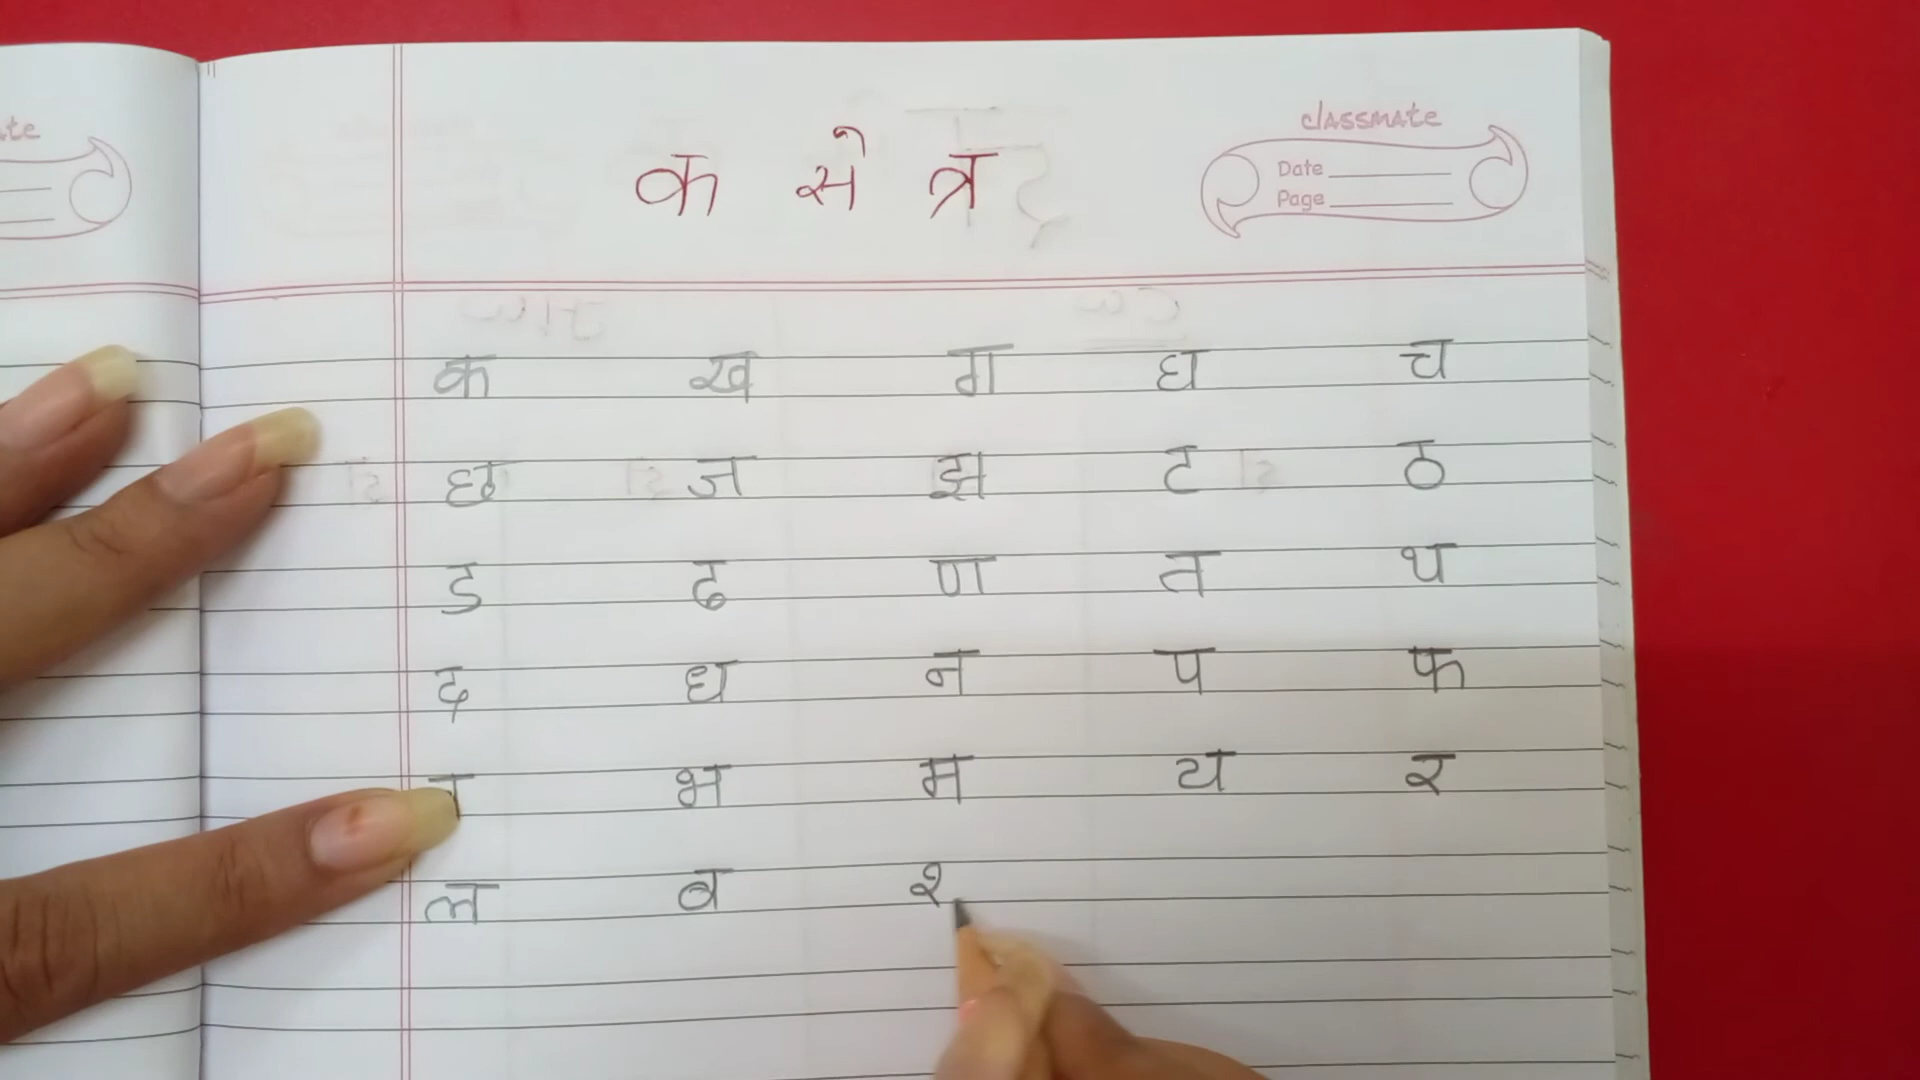 classmate
क से त्र
Date
Page
क ख ग घ च
छ ज झ ट ठ
ड ढ ण त थ
द ध न प फ
भ म य र
ल व